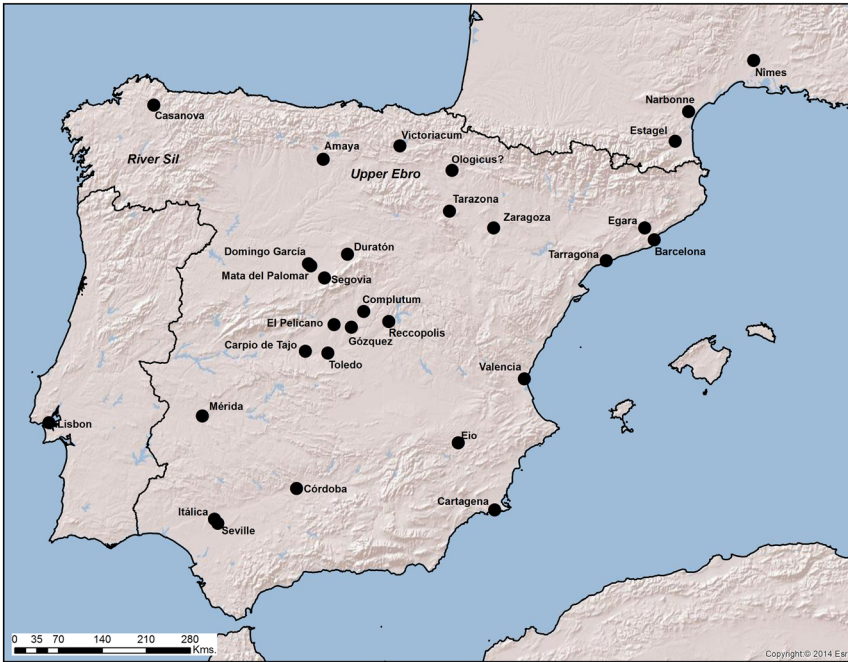 Nîmes
Narbonne
Casanova
Estagel
Victoriacum
Amaya
River Sil
Ologicus?
Upper Ebro
Tarazona
Zaragoza
Egara
Barcelona
Tarragona
Domingo García
Duratón
Mata del Palomar
Segovia
Complutum
El Pelicano
Reccopolis
Gózquez
Carpio de Tajo
Toledo
Valencia
Mérida
Lisbon
Eio
Córdoba
Cartagena
Itálica
Seville
0 35 70 140 210 280
Kms.
Copyright:© 2014 Esr